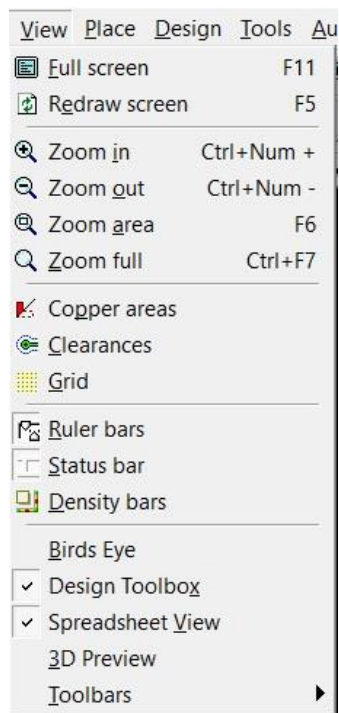 View Place Design Tools Au
Full screen F11
Redraw screen F5
Zoom in Ctrl+Num +
Zoom out Ctrl+Num -
Zoom area F6
Zoom full Ctrl+F7
Copper areas
Clearances
Grid
Ruler bars
Status bar
Density bars
Birds Eye
Design Toolbox
Spreadsheet View
3D Preview
Toolbars